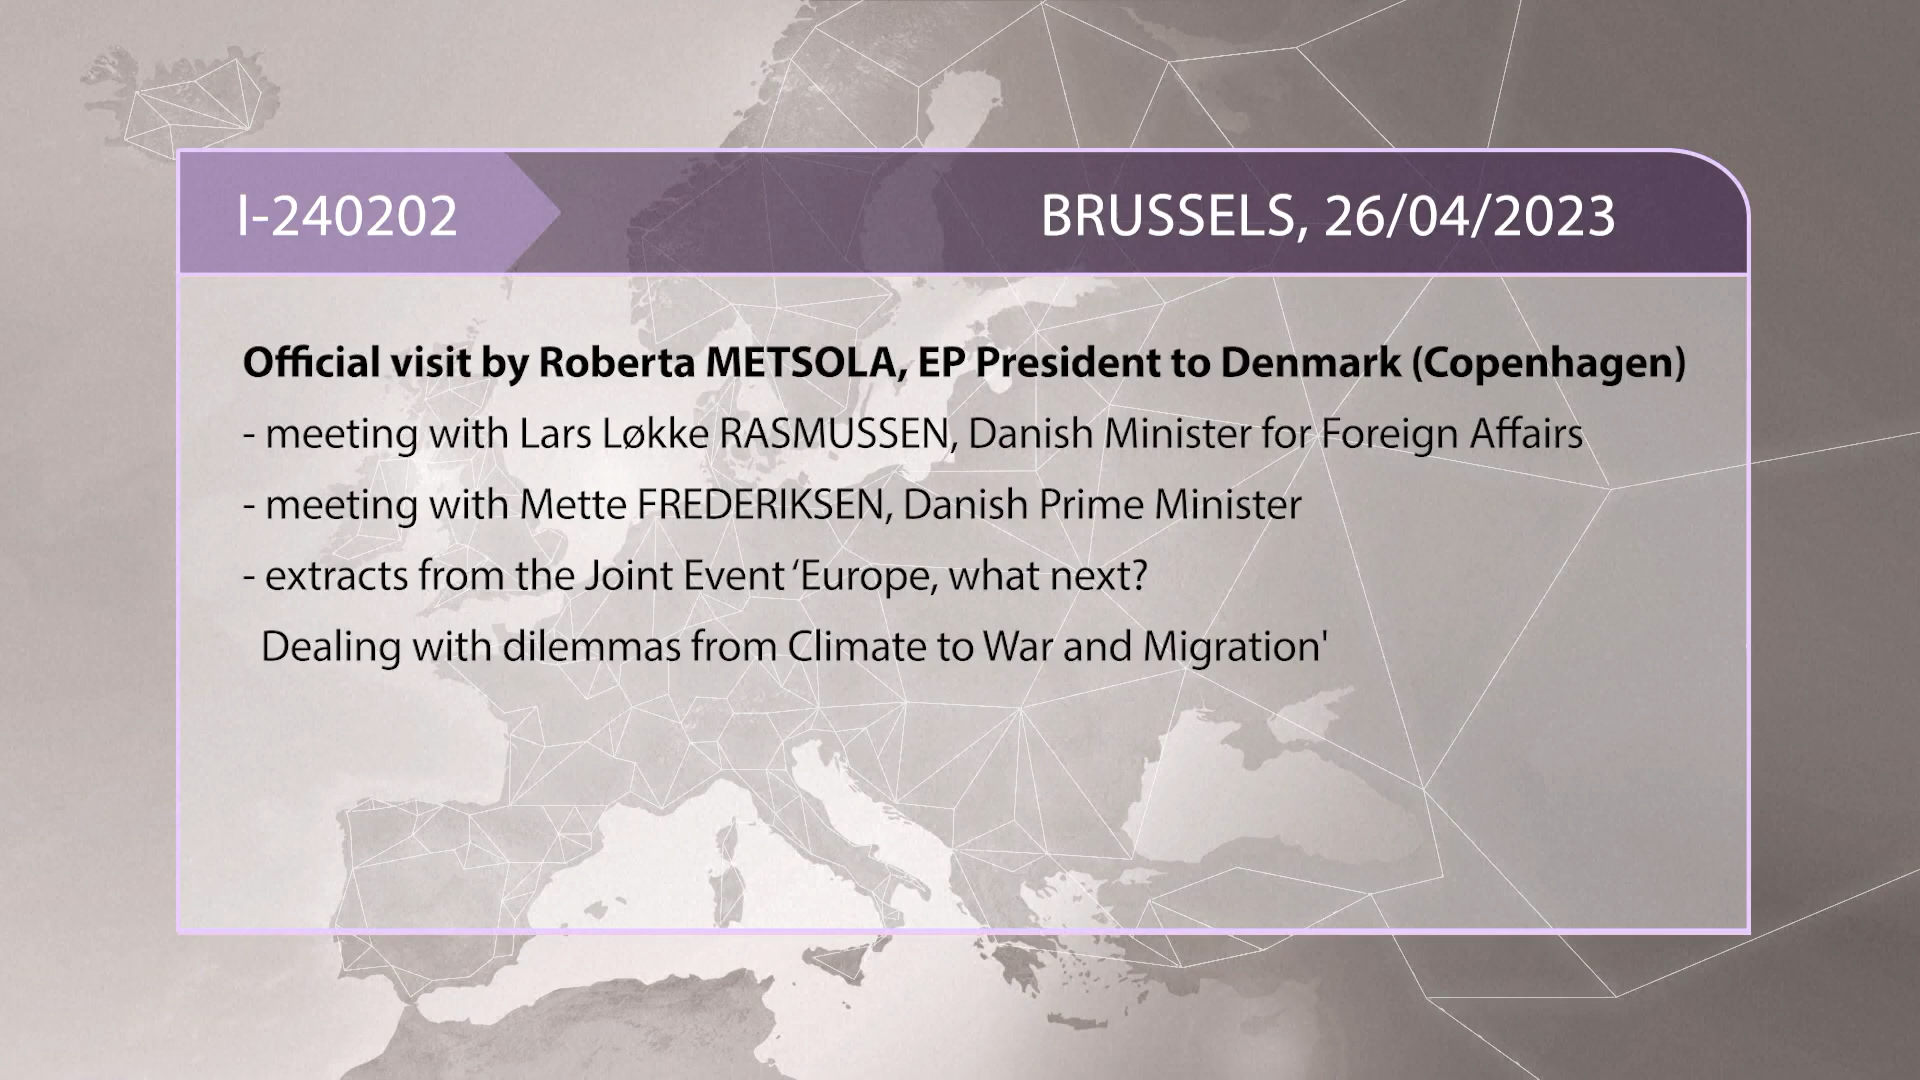 I-240202
BRUSSELS, 26/04/2023
Official visit by Roberta METSOLA, EP President to Denmark (Copenhagen)
- meeting with Lars Løkke RASMUSSEN, Danish Minister for Foreign Affairs
- meeting with Mette FREDERIKSEN, Danish Prime Minister
- extracts from the Joint Event ‘Europe, what next?
Dealing with dilemmas from Climate to War and Migration'